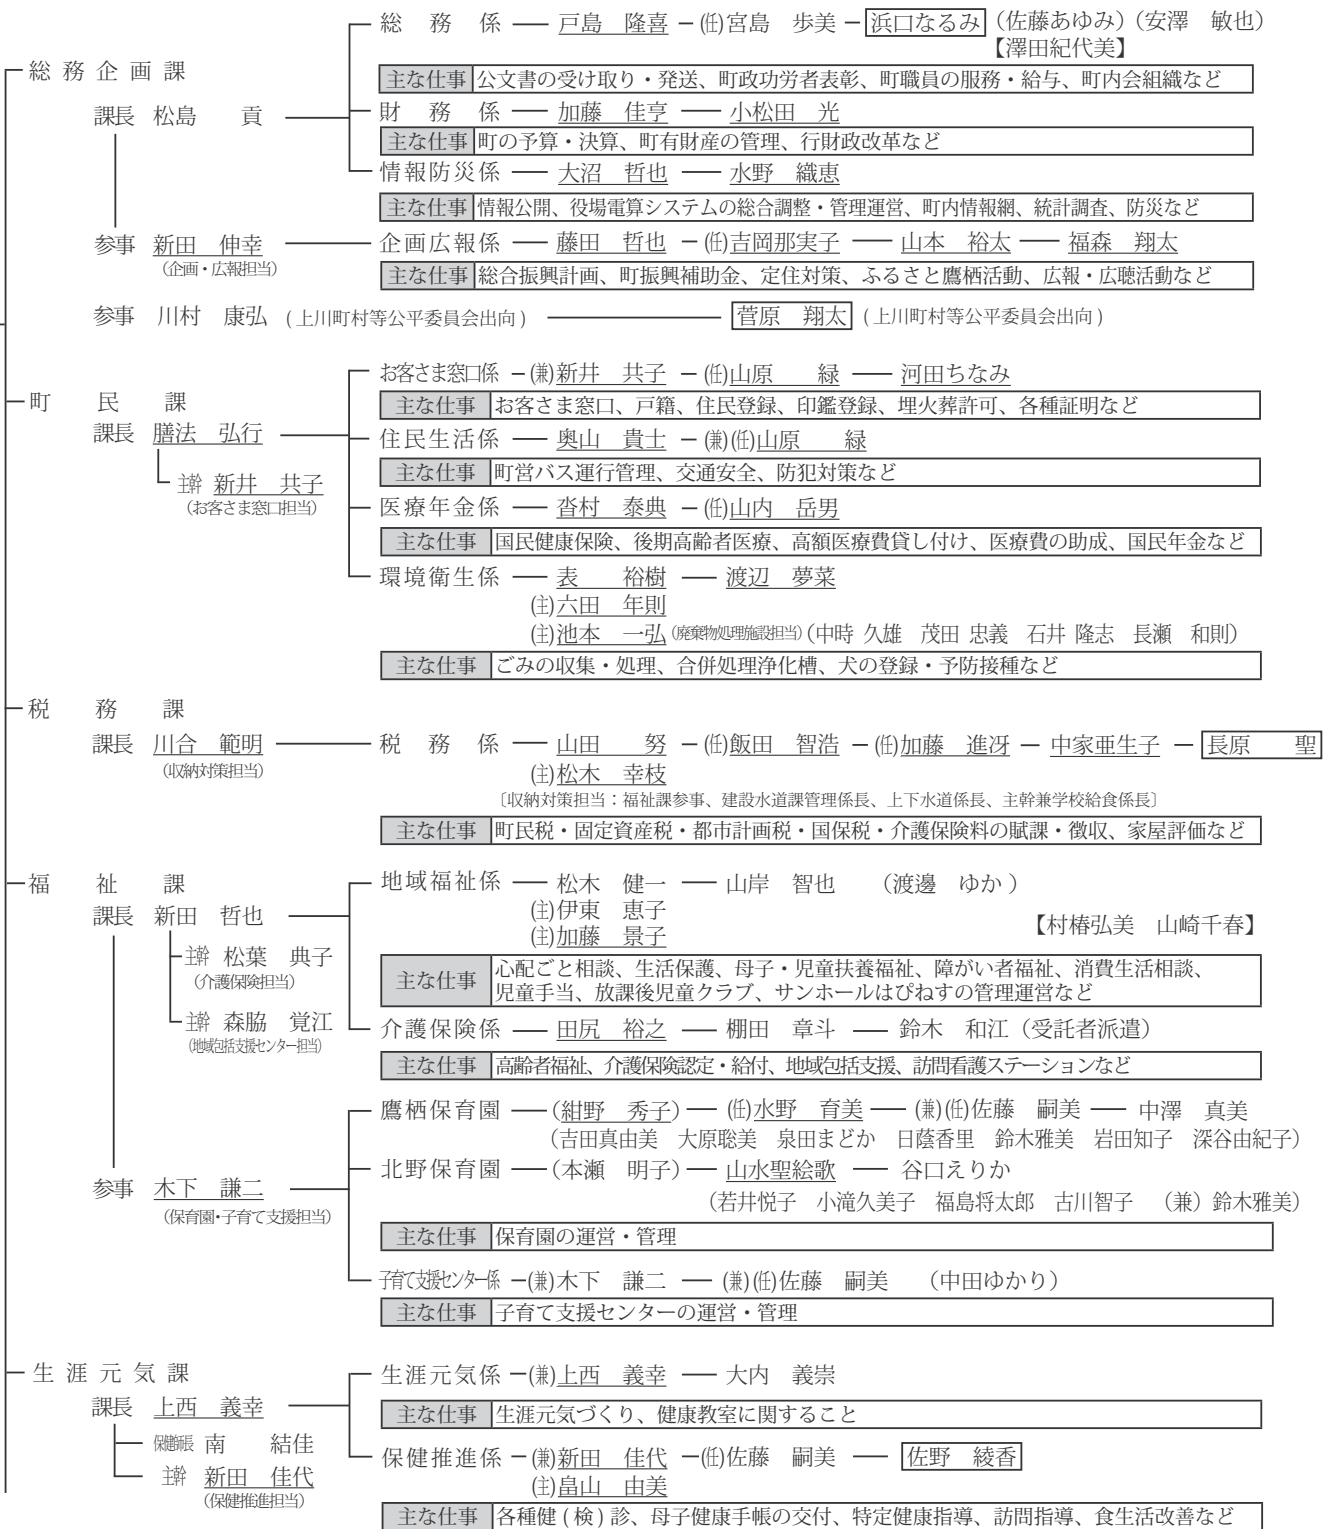 総務係 戸島 隆喜 (任)宮島 歩美 浜口なるみ (佐藤あゆみ) (安澤 敏也)
【澤田紀代美】
総務企画課
主な仕事 公文書の受け取り・発送、町政功労者表彰、町職員の服務・給与、町内会組織など
課長 松島 貢 財務係 加藤 佳亨 小松田 光
主な仕事 町の予算・決算、町有財産の管理、行財政改革など
情報防災係 大沼 哲也 水野 織恵
主な仕事 情報公開、役場電算システムの総合調整・管理運営、町内情報網、統計調査、防災など
参事 新田 伸幸 企画広報係 藤田 哲也 (任)吉岡那実子 山本 裕太 福森 翔太
(企画・広報担当)
主な仕事 総合振興計画、町振興補助金、定住対策、ふるさと鷹栖活動、広報・広聴活動など
参事 川村 康弘 (上川町村等公平委員会出向) 菅原 翔太 (上川町村等公平委員会出向)
お客さま窓口係 (兼)新井 共子 (任)山原 緑 河田ちなみ
町民課
主な仕事 お客さま窓口、戸籍、住民登録、印鑑登録、埋火葬許可、各種証明など
課長 膳法 弘行 住民生活係 奥山 貴士 (兼)(任)山原 緑
主な仕事 町営バス運行管理、交通安全、防犯対策など
主幹 新井 共子
(お客さま窓口担当)
医療年金係 沓村 泰典 (任)山内 岳男
主な仕事 国民健康保険、後期高齢者医療、高額医療費貸し付け、医療費の助成、国民年金など
環境衛生係 表 裕樹 渡辺 夢菜
(主)六田 年則
(主)池本 一弘 (廃棄物処理施設担当) (中時 久雄 茂田 忠義 石井 隆志 長瀬 和則)
主な仕事 ごみの収集・処理、合併処理浄化槽、犬の登録・予防接種など
税務課
課長 川合 範明 税務係 山田 努 (任)飯田 智浩 (任)加藤 進冴 中家亜生子 長原 聖
(収納対策担当) (主)松木 幸枝
〔収納対策担当：福祉課参事、建設水道課管理係長、上下水道係長、主幹兼学校給食係長〕
主な仕事 町民税・固定資産税・都市計画税・国保税・介護保険料の賦課・徴収、家屋評価など
福祉課 地域福祉係 松木 健一 山岸 智也 (渡邊 ゆか)
課長 新田 哲也 (主)伊東 恵子
(主)加藤 景子 【村椿弘美 山崎千春】
主幹 松葉 典子
(介護保険担当)
主な仕事 心配ごと相談、生活保護、母子・児童扶養福祉、障がい者福祉、消費生活相談、
児童手当、放課後児童クラブ、サンホールはぴねすの管理運営など
主幹 森脇 覚江 介護保険係 田尻 裕之 棚田 章斗 鈴木 和江 (受託者派遣)
(地域包括支援センター担当)
主な仕事 高齢者福祉、介護保険認定・給付、地域包括支援、訪問看護ステーションなど
鷹栖保育園 (紺野 秀子) (任)水野 育美 (兼)(任)佐藤 嗣美 中澤 真美
(吉田真由美 大原聡美 泉田まどか 日蔭香里 鈴木雅美 岩田知子 深谷由紀子)
北野保育園 (本瀬 明子) 山水聖絵歌 谷口えりか
参事 木下 謙二
(若井悦子 小滝久美子 福島将太郎 古川智子 (兼) 鈴木雅美)
(保育園・子育て支援担当)
主な仕事 保育園の運営・管理
子育て支援センター係 (兼)木下 謙二 (兼)(任)佐藤 嗣美 (中田ゆかり)
主な仕事 子育て支援センターの運営・管理
生涯元気課 生涯元気係 (兼)上西 義幸 大内 義崇
課長 上西 義幸
主な仕事 生涯元気づくり、健康教室に関すること
保健師長 南 結佳
保健推進係 (兼)新田 佳代 (任)佐藤 嗣美 佐野 綾香
主幹 新田 佳代 (主)畠山 由美
(保健推進担当)
主な仕事 各種健(検)診、母子健康手帳の交付、特定健康指導、訪問指導、食生活改善など